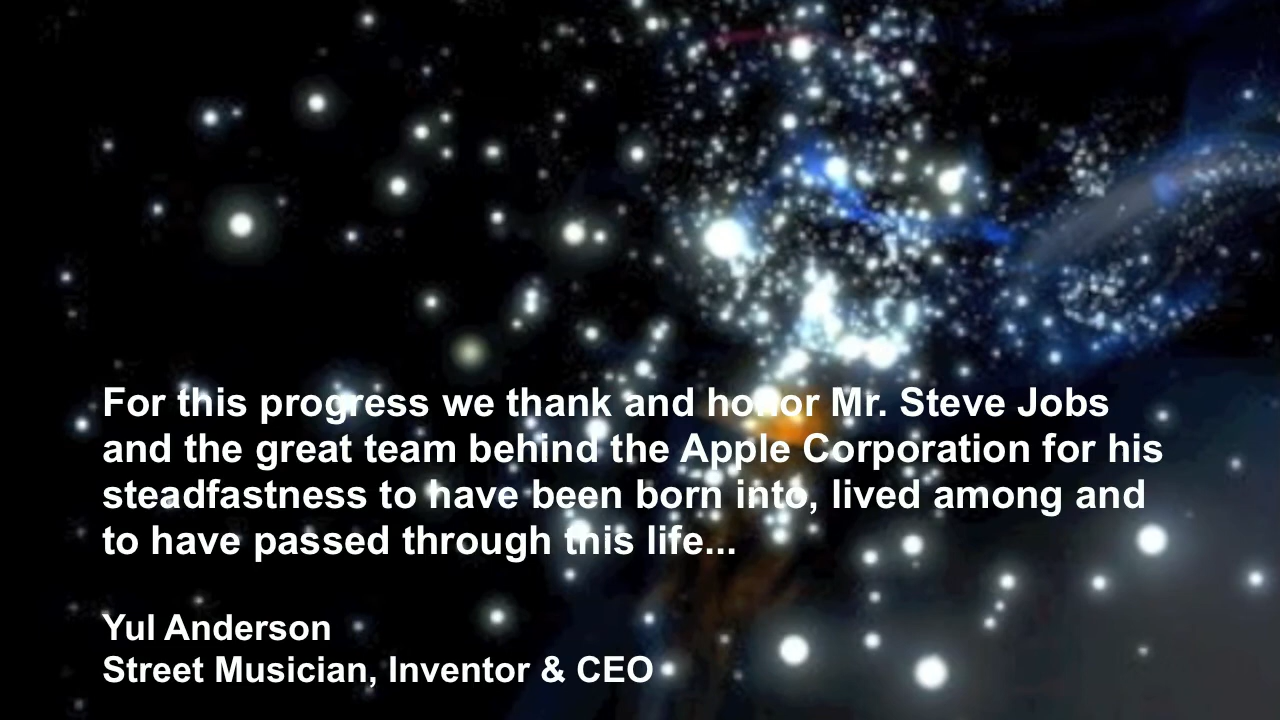 For this progress we thank and honor Mr. Steve Jobs
and the great team behind the Apple Corporation for his
steadfastness to have been born into, lived among and
to have passed through this life...
Yul Anderson
Street Musician, Inventor & CEO